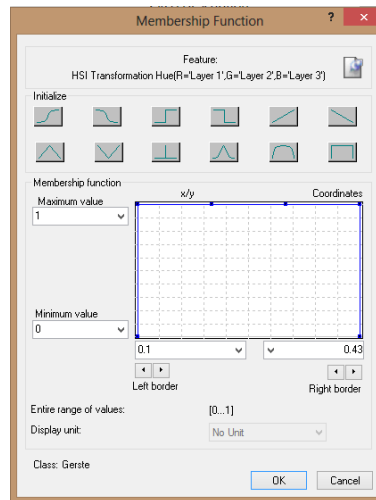 Membership Function
?
x
Feature:
HSI Transformation Hue(R='Layer 1',G='Layer 2',B='Layer 3')
Initialize
Membership function
x/y
Coordinates
Maximum value
1
Minimum value
0
0.1
0.43
Left border
Right border
Entire range of values:
[0...1]
Display unit:
No Unit
Class: Gerste
OK
Cancel